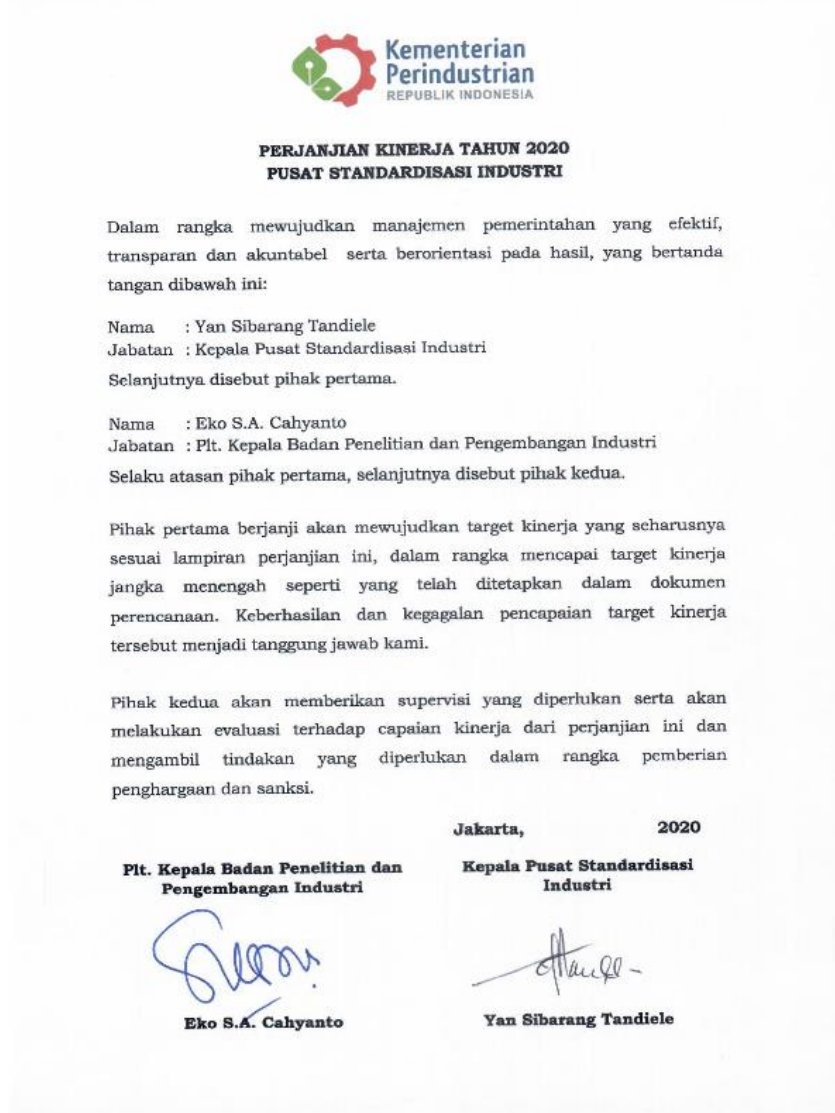 Kementerian
Perindustrian
REPUBLIK INDONESIA
PERJANJIAN KINERJA TAHUN 2020
PUSAT STANDARDISASI INDUSTRI
Dalam rangka mewujudkan manajemen pemerintahan yang efektif,
transparan dan akuntabel serta berorientasi pada hasil, yang bertanda
tangan dibawah ini:
Nama : Yan Sibarang Tandiele
Jabatan : Kepala Pusat Standardisasi Industri
Selanjutnya disebut pihak pertama.
Nama : Eko S.A. Cahyanto
Jabatan : Plt. Kepala Badan Penelitian dan Pengembangan Industri
Selaku atasan pihak pertama, selanjutnya disebut pihak kedua.
Pihak pertama berjanji akan mewujudkan target kinerja yang seharusnya
sesuai lampiran perjanjian ini, dalam rangka mencapai target kinerja
jangka menengah seperti yang telah ditetapkan dalam dokumen
perencanaan. Keberhasilan dan kegagalan pencapaian target kinerja
tersebut menjadi tanggung jawab kami.
Pihak kedua akan memberikan supervisi yang diperlukan serta akan
melakukan evaluasi terhadap capaian kinerja dari perjanjian ini dan
mengambil tindakan yang diperlukan dalam rangka pemberian
penghargaan dan sanksi.
Jakarta, 2020
Plt. Kepala Badan Penelitian dan
Pengembangan Industri
Kepala Pusat Standardisasi
Industri
Eko S.A. Cahyanto
Yan Sibarang Tandiele